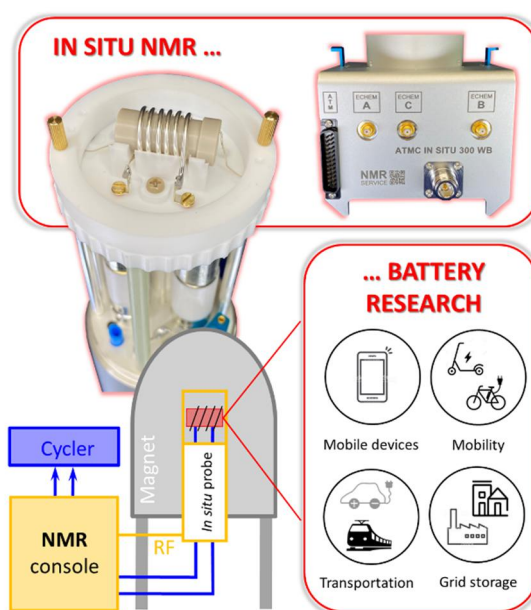 IN SITU NMR ...
ATM
ECHEM
A
ECHEM
C
ECHEM
B
ATMC IN SITU 300 WB
NMR
SERVICE
... BATTERY
RESEARCH
Mobile devices
Mobility
Transportation
Grid storage
Magnet
In situ probe
Cycler
NMR
console
RF